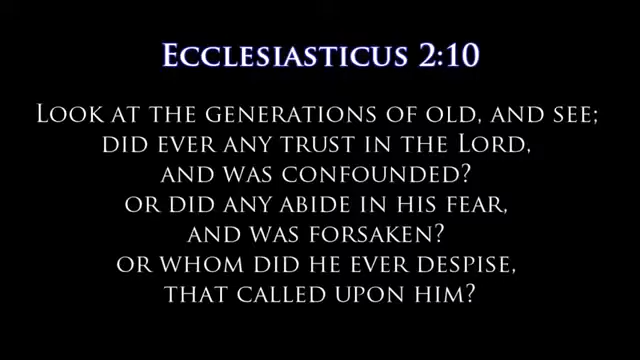 Ecclesiasticus 2:10
Look at the generations of old, and see;
did ever any trust in the Lord,
and was confounded?
or did any abide in his fear,
and was forsaken?
or whom did he ever despise,
that called upon him?